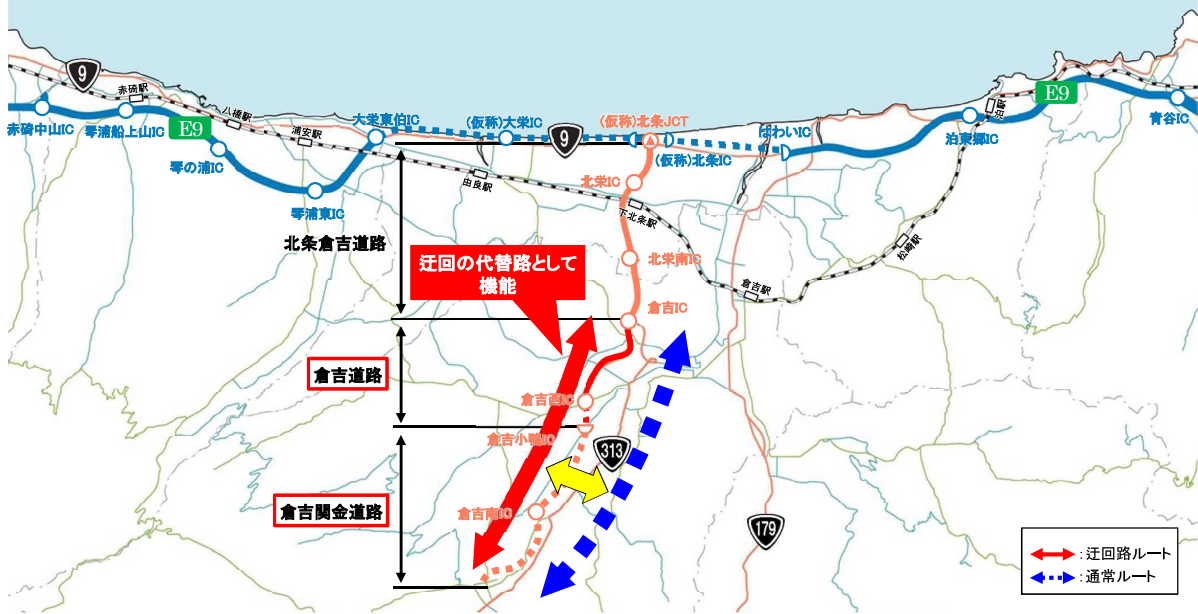 9
赤碕駅
八橋駅
浦安駅
由良駅
下北条駅
倉吉駅
松崎駅
泊駅
赤碕中山IC
琴浦船上山IC
E9
琴の浦IC
琴浦東IC
大栄東伯IC
(仮称)大栄IC
9
(仮称)北条JCT
(仮称)北条IC
はわいIC
泊東郷IC
E9
青谷IC
北栄IC
北栄南IC
倉吉IC
北条倉吉道路
迂回の代替路として
機能
倉吉道路
倉吉西IC
倉吉小鴨IC
313
倉吉関金道路
倉吉南IC
179
:迂回路ルート
:通常ルート